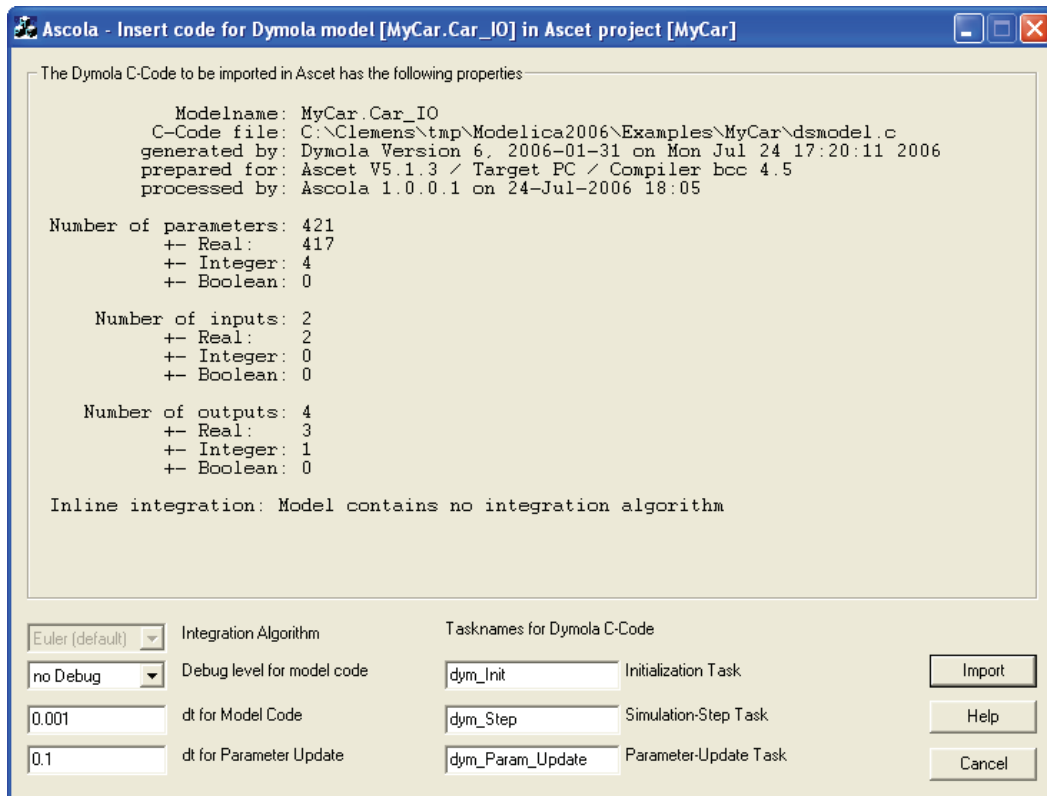 Ascola - Insert code for Dymola model [MyCar.Car_IO] in Ascet project [MyCar]
The Dymola C-Code to be imported in Ascet has the following properties
Modelname: MyCar.Car_IO
C-Code file: C:\Clemens\tmp\Modelica2006\Examples\MyCar\dsmodel.c
generated by: Dymola Version 6, 2006-01-31 on Mon Jul 24 17:20:11 2006
prepared for: Ascet V5.1.3 / Target PC / Compiler bcc 4.5
processed by: Ascola 1.0.0.1 on 24-Jul-2006 18:05
Number of parameters: 421
+- Real: 417
+- Integer: 4
+- Boolean: 0
Number of inputs: 2
+- Real: 2
+- Integer: 0
+- Boolean: 0
Number of outputs: 4
+- Real: 3
+- Integer: 1
+- Boolean: 0
Inline integration: Model contains no integration algorithm
Euler (default) Integration Algorithm Tasknames for Dymola C-Code
no Debug Debug level for model code dym_Init Initialization Task Import
0.001 dt for Model Code dym_Step Simulation-Step Task Help
0.1 dt for Parameter Update dym_Param_Update Parameter-Update Task Cancel